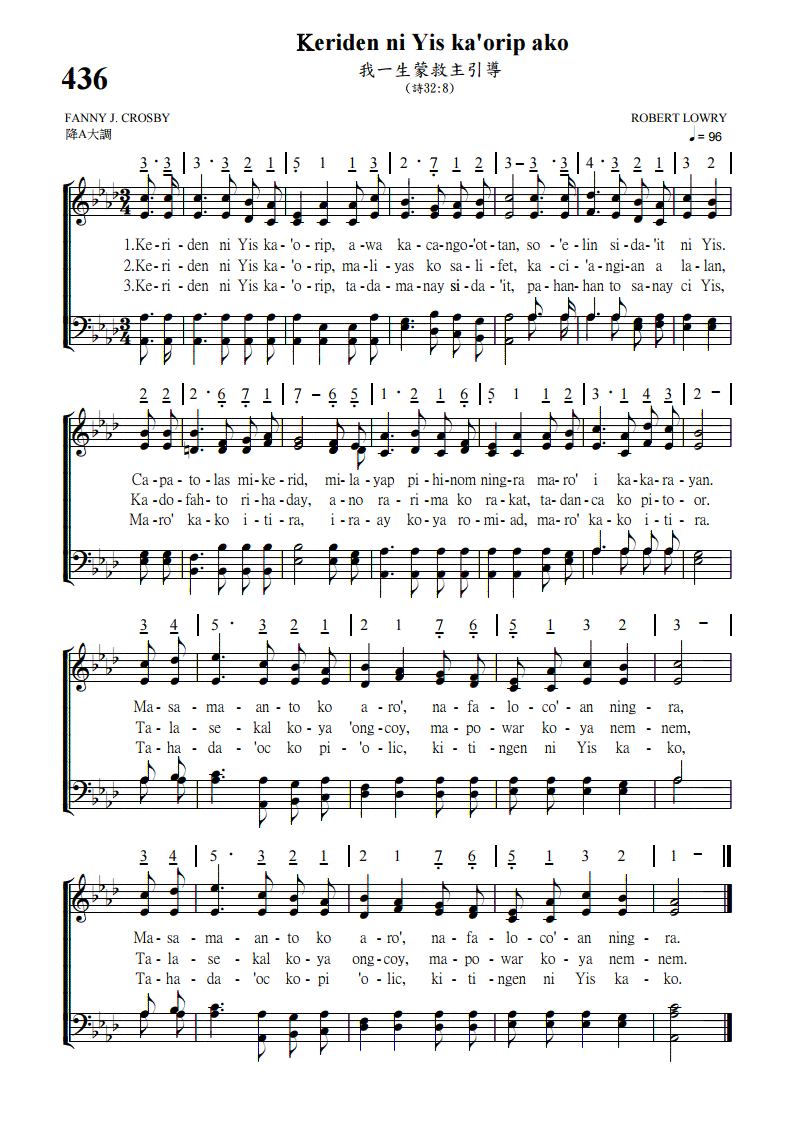 Keriden ni Yis ka'orip ako
436
我一生蒙救主引導
(詩32:8)
FANNY J. CROSBY
ROBERT LOWRY
降A大調
= 96
3 · 3 | 3 · 3 2 1 | 5 1 1 3 | 2 · 7 1 2 | 3 – 3 · 3 | 4 · 3 2 1 | 3 2 |
1.Ke - ri - den ni Yis ka - 'o - rip, a - wa ka - ca - ngo - 'ot - tan, so - 'e - lin si - da - 'it ni Yis.
2.Ke - ri - den ni Yis ka - 'o - rip, ma - li - yas ko sa - li - fet, ka - ci - 'a - ngi - an a la - lan,
3.Ke - ri - den ni Yis ka - 'o - rip, ta - da - ma - nay si - da - 'it, pa - han - han to sa - nay ci Yis,
2 2 | 2 · 6 7 1 | 7 – 6 5 | 1 · 2 1 6 | 5 1 1 2 | 3 · 1 4 3 | 2 – |
Ca - pa - to - las mi - ke - rid, mi - la - yap pi - hi - nom ning - ra ma - ro' i ka - ka - ra - yan.
Ka - do - fah - to ri - ha - day, a - no ra - ri - ma ko ra - kat, ta - dan - ca ko pi - to - or.
Ma - ro' ka - ko i - ti - ra, i - ra - ay ko - ya ro - mi - ad, ma - ro' ka - ko i - ti - ra.
3 4 | 5 · 3 2 1 | 2 1 7 6 | 5 1 3 2 | 3 – |
Ma - sa - ma - an - to ko a - ro', na - fa - lo - co' - an ning - ra,
Ta - la - se - kal ko - ya 'ong - coy, ma - po - war ko - ya nem - nem,
Ta - ha - da - 'oc ko pi - 'o - lic, ki - ti - ngen ni Yis ka - ko,
3 4 | 5 · 3 2 1 | 2 1 7 6 | 5 1 3 2 | 1 – |
Ma - sa - ma - an - to ko a - ro', na - fa - lo - co' - an ning - ra.
Ta - la - se - kal ko - ya ong - coy, ma - po - war ko - ya nem - nem.
Ta - ha - da - 'oc ko pi - 'o - lic, ki - ti - ngen ni Yis ka - ko.